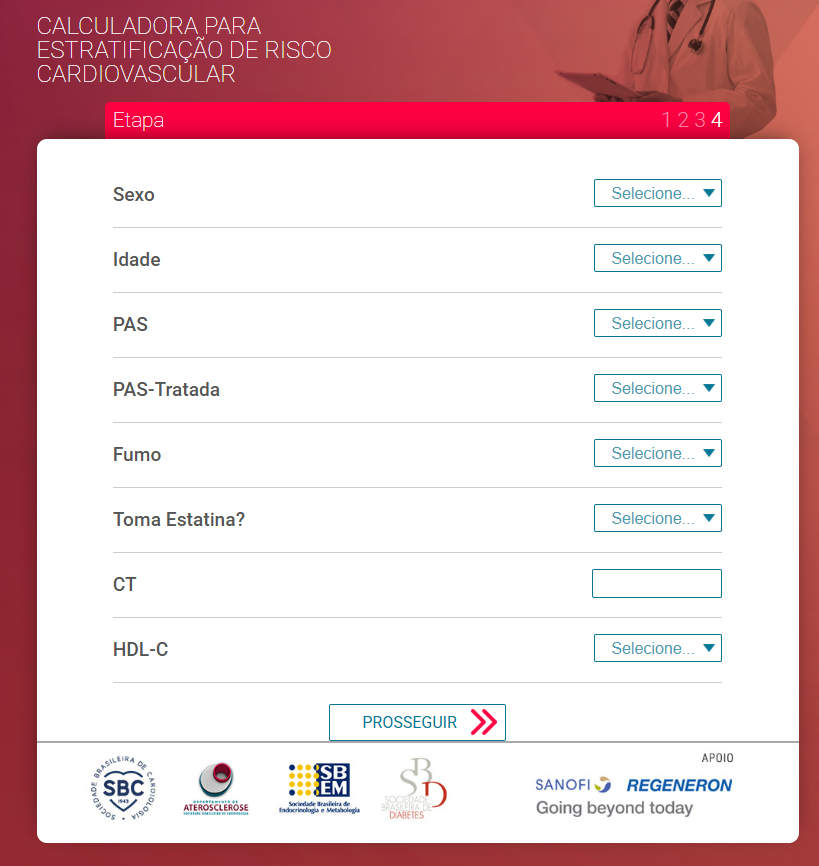 CALCULADORA PARA
ESTRATIFICAÇÃO DE RISCO
CARDIOVASCULAR
Etapa 1 2 3 4
Sexo Selecione...
Idade Selecione...
PAS Selecione...
PAS-Tratada Selecione...
Fumo Selecione...
Toma Estatina? Selecione...
CT
HDL-C Selecione...
PROSSEGUIR
APOIO
SOCIEDADE BRASILEIRA DE CARDIOLOGIA
SBC
1943
DEPARTAMENTO DE
ATEROSCLEROSE
SOCIEDADE BRASILEIRA DE CARDIOLOGIA
SB
EM
Sociedade Brasileira de
Endocrinologia e Metabologia
SBD
SOCIEDADE
BRASILEIRA DE
DIABETES
SANOFI REGENERON
Going beyond today